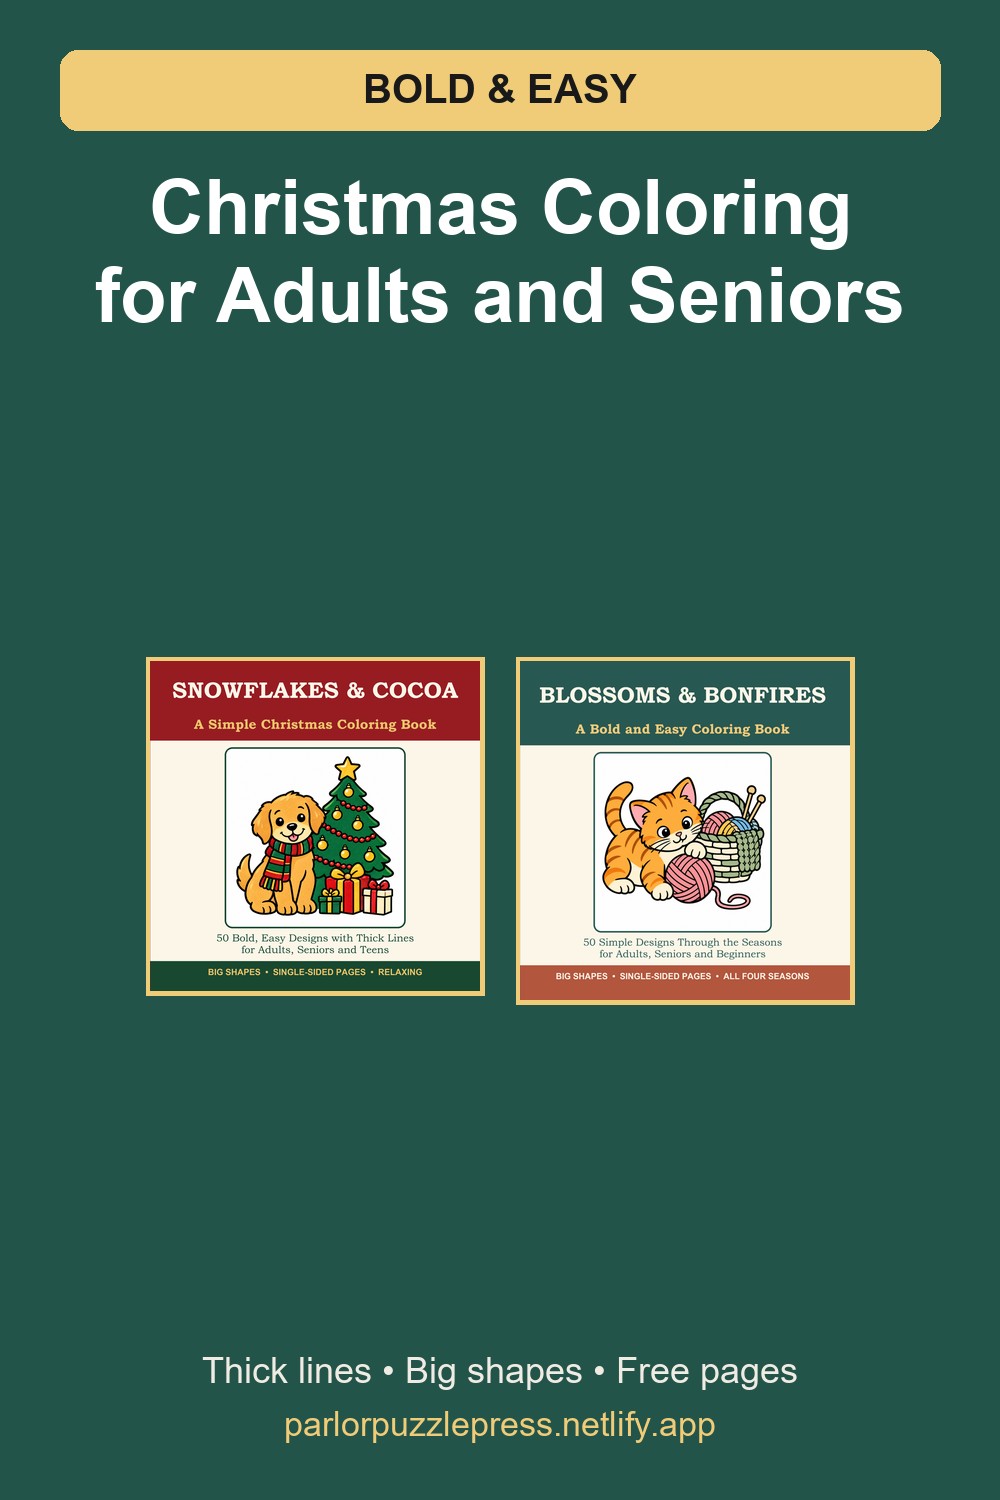 BOLD & EASY
Christmas Coloring
for Adults and Seniors
SNOWFLAKES & COCOA
A Simple Christmas Coloring Book
50 Bold, Easy Designs with Thick Lines
for Adults, Seniors and Teens
BIG SHAPES • SINGLE-SIDED PAGES • RELAXING
BLOSSOMS & BONFIRES
A Bold and Easy Coloring Book
50 Simple Designs Through the Seasons
for Adults, Seniors and Beginners
BIG SHAPES • SINGLE-SIDED PAGES • ALL FOUR SEASONS
Thick lines • Big shapes • Free pages
parlorpuzzlepress.netlify.app